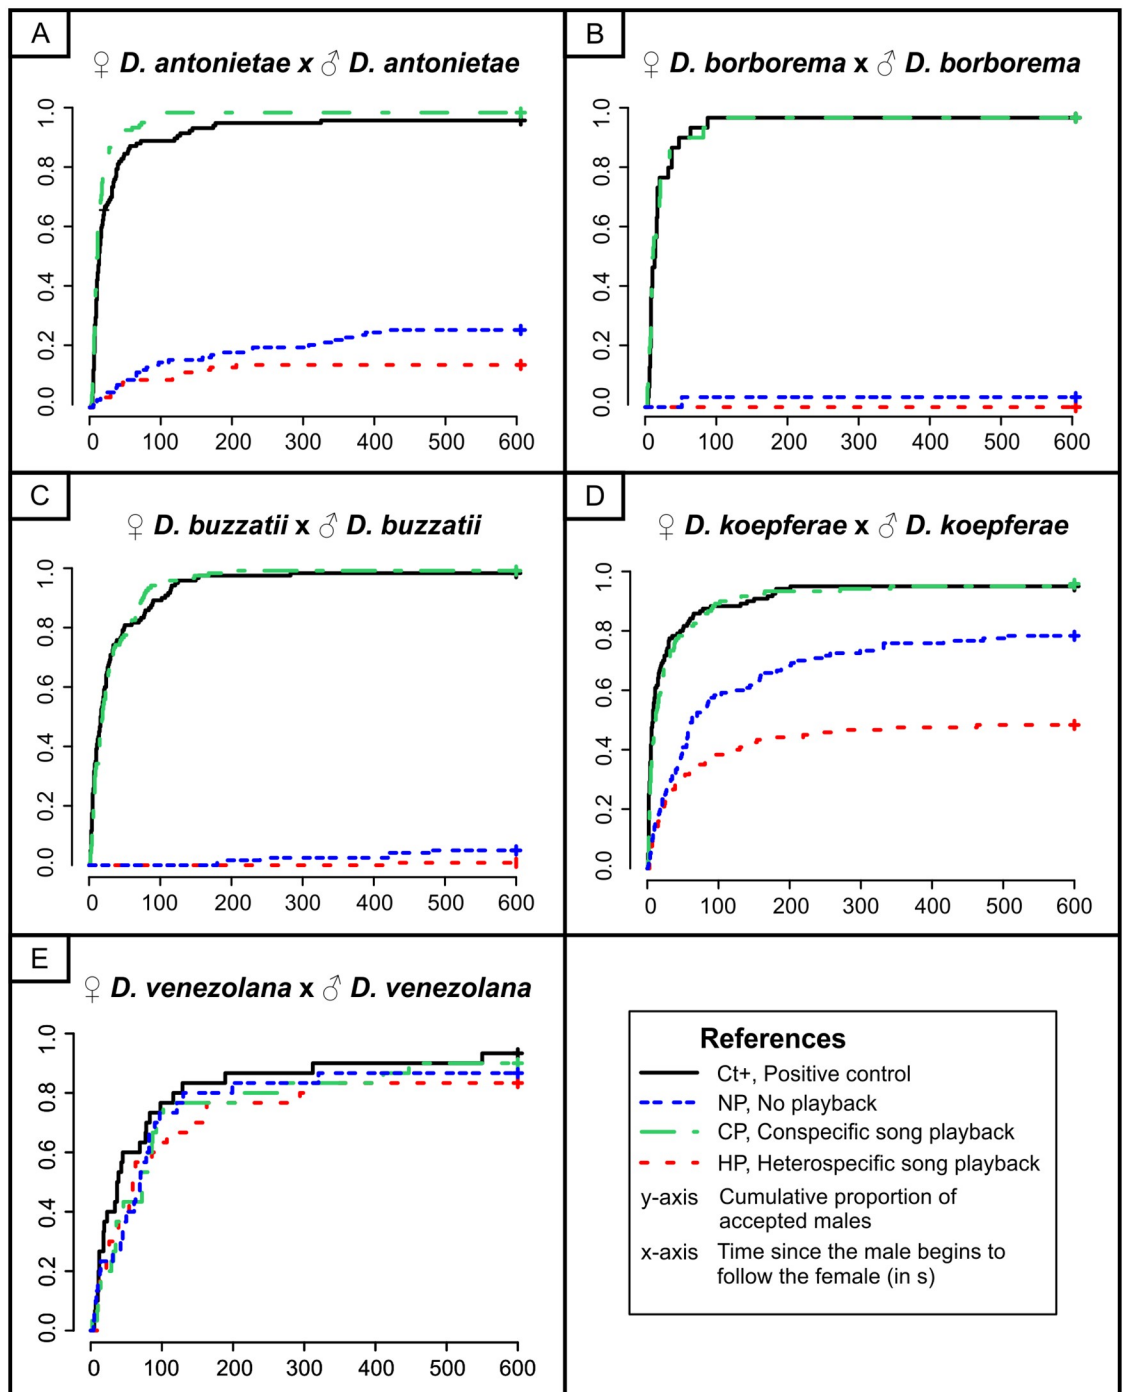 A
♀ D. antonietae x ♂ D. antonietae
1.0
0.8
0.6
0.4
0.2
0.0
0 100 200 300 400 500 600
B
♀ D. borborema x ♂ D. borborema
1.0
0.8
0.6
0.4
0.2
0.0
0 100 200 300 400 500 600
C
♀ D. buzzatii x ♂ D. buzzatii
1.0
0.8
0.6
0.4
0.2
0.0
0 100 200 300 400 500 600
D
♀ D. koepferae x ♂ D. koepferae
1.0
0.8
0.6
0.4
0.2
0.0
0 100 200 300 400 500 600
E
♀ D. venezolana x ♂ D. venezolana
1.0
0.8
0.6
0.4
0.2
0.0
0 100 200 300 400 500 600
References
Ct+, Positive control
NP, No playback
CP, Conspecific song playback
HP, Heterospecific song playback
y-axis Cumulative proportion of
accepted males
x-axis Time since the male begins to
follow the female (in s)